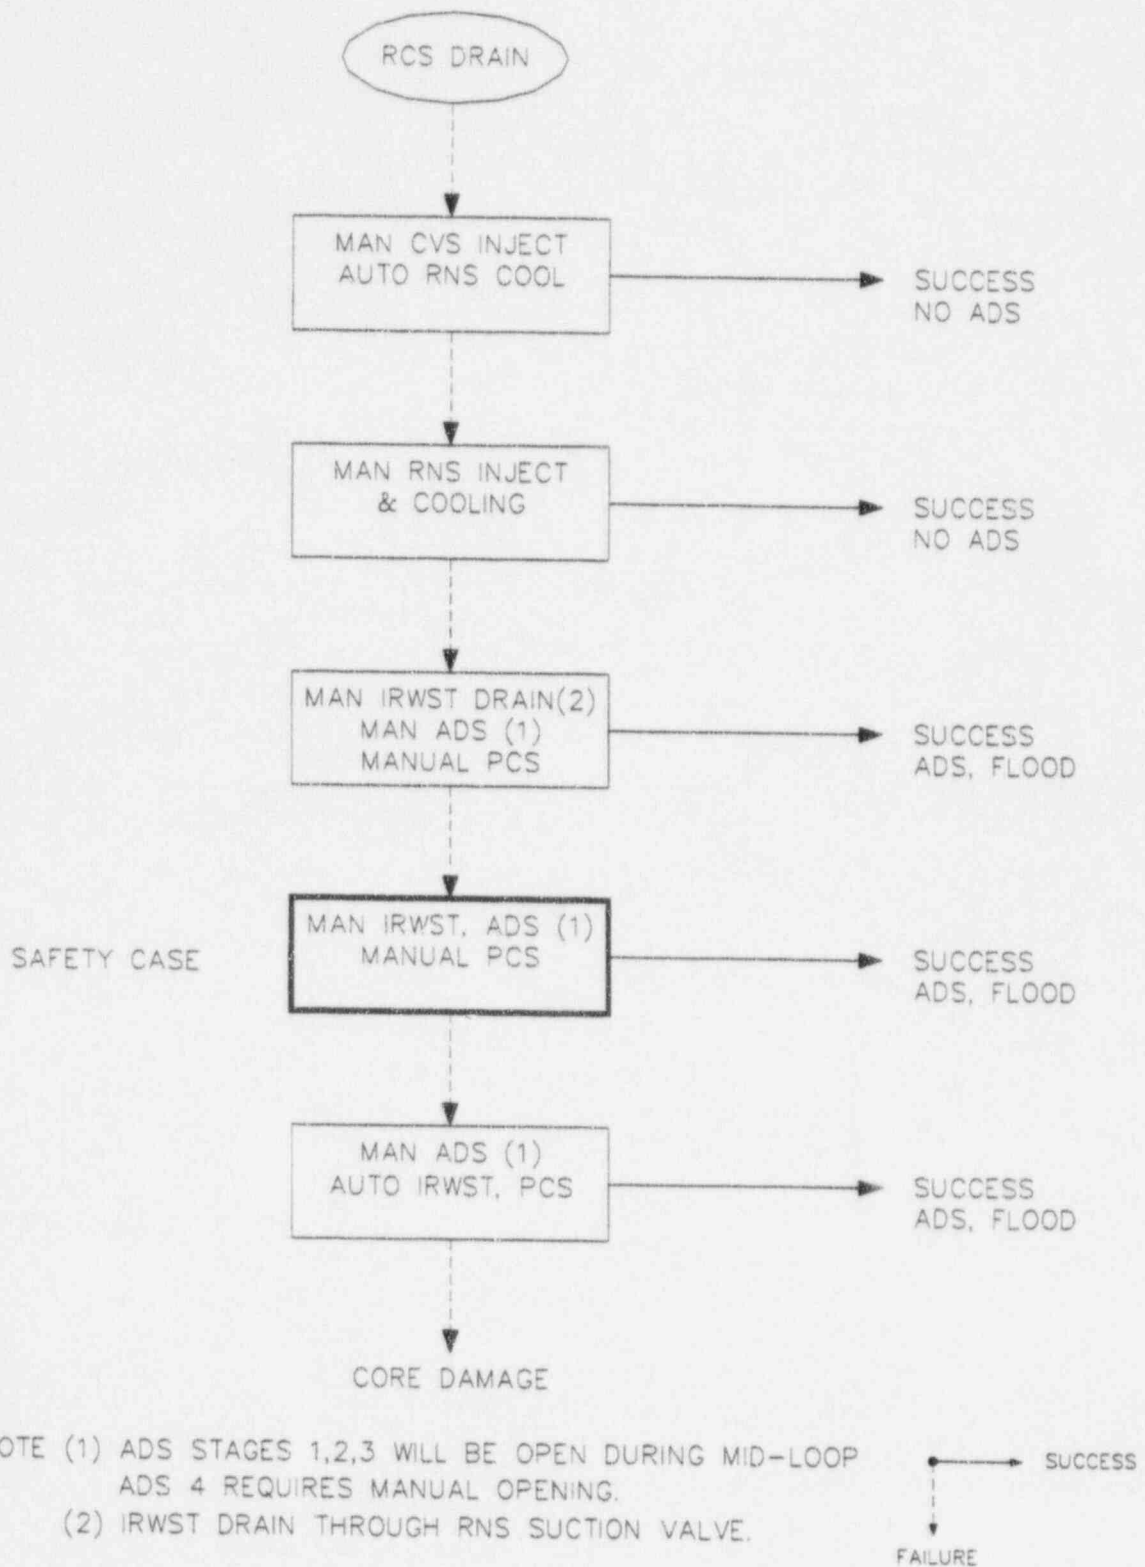 RCS DRAIN
MAN CVS INJECT
AUTO RNS COOL
SUCCESS
NO ADS
MAN RNS INJECT
& COOLING
SUCCESS
NO ADS
MAN IRWST DRAIN(2)
MAN ADS (1)
MANUAL PCS
SUCCESS
ADS, FLOOD
SAFETY CASE
MAN IRWST, ADS (1)
MANUAL PCS
SUCCESS
ADS, FLOOD
MAN ADS (1)
AUTO IRWST, PCS
SUCCESS
ADS, FLOOD
CORE DAMAGE
OTE (1) ADS STAGES 1,2,3 WILL BE OPEN DURING MID-LOOP
ADS 4 REQUIRES MANUAL OPENING.
(2) IRWST DRAIN THROUGH RNS SUCTION VALVE.
SUCCESS
FAILURE